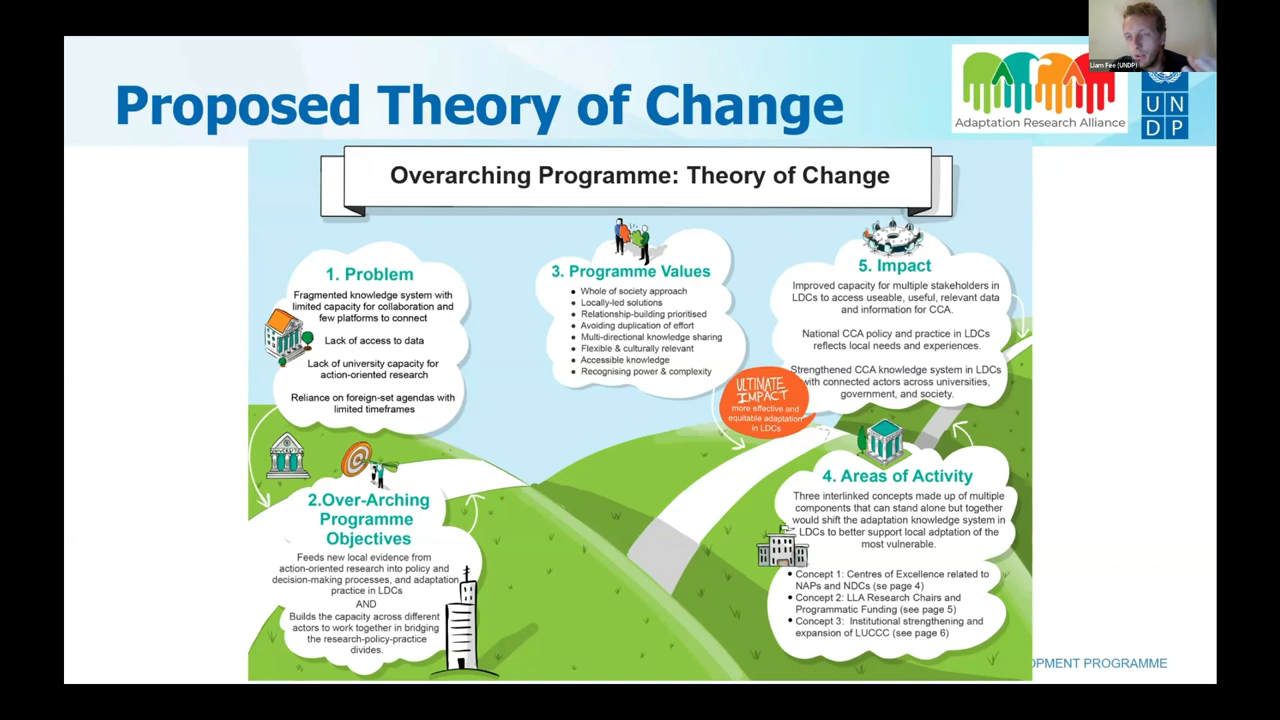 Proposed Theory of Change
Liam Fee (UNDP)
Adaptation Research Alliance
U N
D P
Overarching Programme: Theory of Change
1. Problem
Fragmented knowledge system with
limited capacity for collaboration and
few platforms to connect
Lack of access to data
Lack of university capacity for
action-oriented research
Reliance on foreign-set agendas with
limited timeframes
2.Over-Arching
Programme
Objectives
Feeds new local evidence from
action-oriented research into policy and
decision-making processes, and adaptation
practice in LDCs
AND
Builds the capacity across different
actors to work together in bridging
the research-policy-practice
divides.
3. Programme Values
• Whole of society approach
• Locally-led solutions
• Relationship-building prioritised
• Avoiding duplication of effort
• Multi-directional knowledge sharing
• Flexible & culturally relevant
• Accessible knowledge
• Recognising power & complexity
ULTIMATE
IMPACT
more effective and
equitable adaptation
in LDCs
4. Areas of Activity
Three interlinked concepts made up of multiple
components that can stand alone but together
would shift the adaptation knowledge system in
LDCs to better support local adptation of the
most vulnerable.
• Concept 1: Centres of Excellence related to
NAPs and NDCs (se page 4)
• Concept 2: LLA Research Chairs and
Programmatic Funding (see page 5)
• Concept 3: Institutional strengthening and
expansion of LUCCC (see page 6)
5. Impact
Improved capacity for multiple stakeholders in
LDCs to access useable, useful, relevant data
and information for CCA.
National CCA policy and practice in LDCs
reflects local needs and experiences.
Strengthened CCA knowledge system in LDCs
with connected actors across universities,
government, and society.
OPMENT PROGRAMME